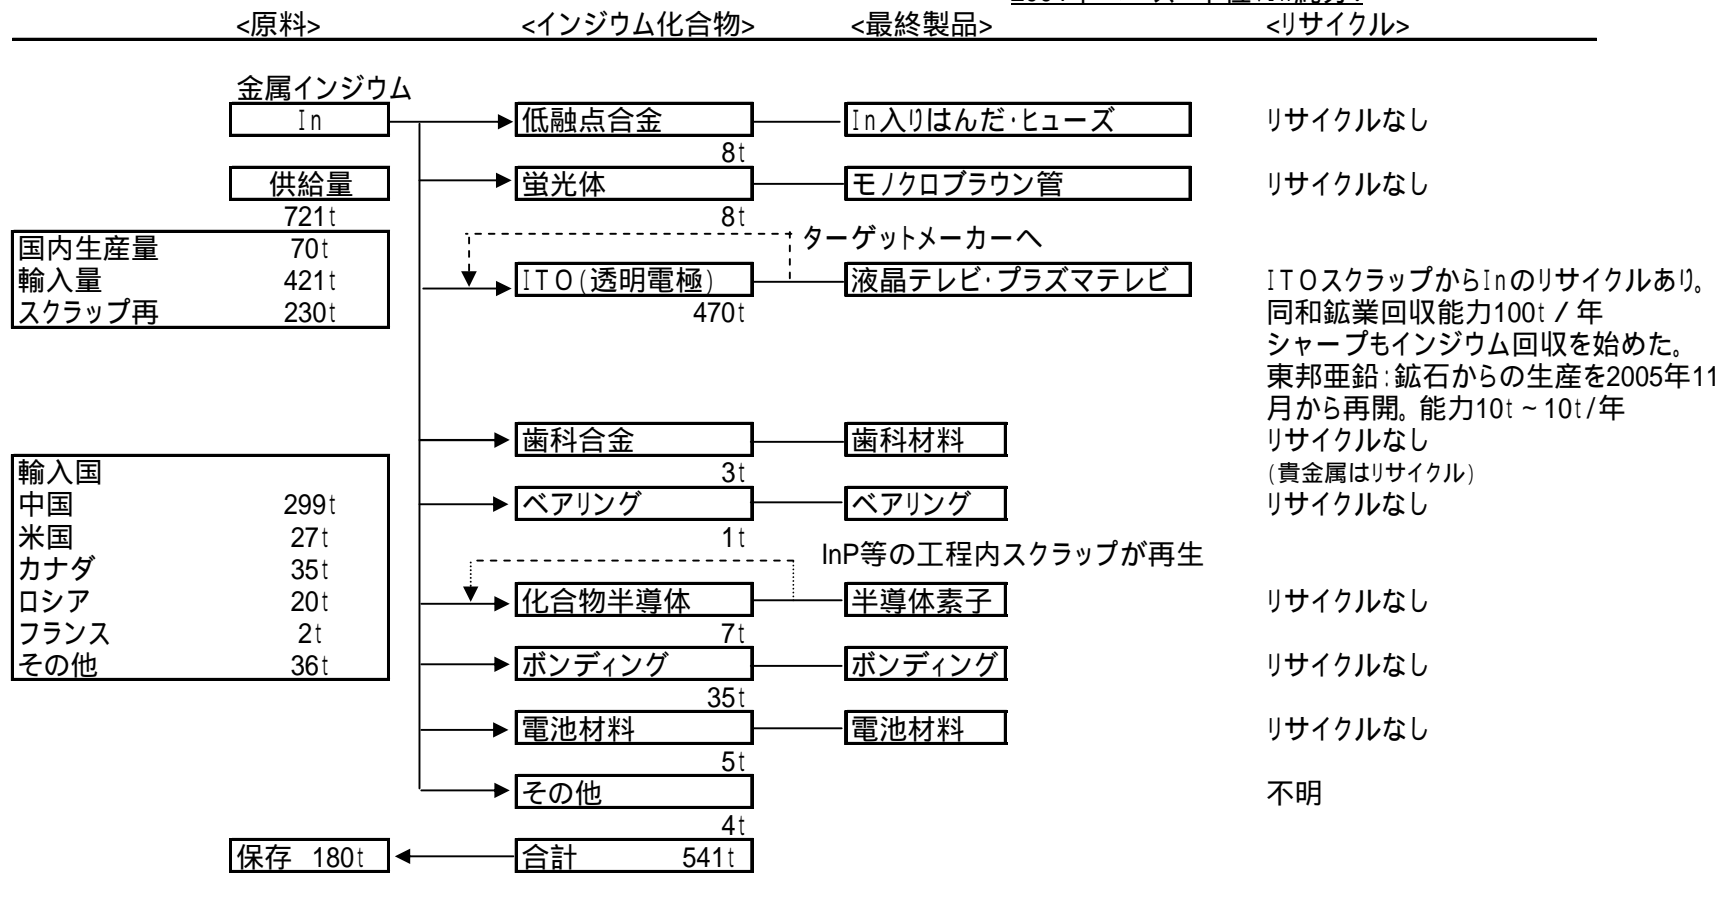 <原料> <インジウム化合物> <最終製品> <リサイクル>
金属インジウム
In 低融点合金 In入りはんだ・ヒューズ リサイクルなし
8t
供給量 蛍光体 モノクロブラウン管 リサイクルなし
721t 8t
国内生産量 70t ターゲットメーカーへ
輸入量 421t ITO(透明電極) 液晶テレビ・プラズマテレビ ITOスクラップからInのリサイクルあり。
スクラップ再 230t 470t 同和鉱業回収能力100t/年
シャープもインジウム回収を始めた。
東邦亜鉛:鉱石からの生産を2005年11
月から再開。能力10t~10t/年
歯科合金 歯科材料 リサイクルなし
輸入国 3t (貴金属はリサイクル)
中国 299t ベアリング ベアリング リサイクルなし
米国 27t 1t InP等の工程内スクラップが再生
カナダ 35t
ロシア 20t 化合物半導体 半導体素子 リサイクルなし
フランス 2t 7t
その他 36t ボンディング ボンディング リサイクルなし
35t
電池材料 電池材料 リサイクルなし
5t
その他 不明
4t
保存 180t 合計 541t